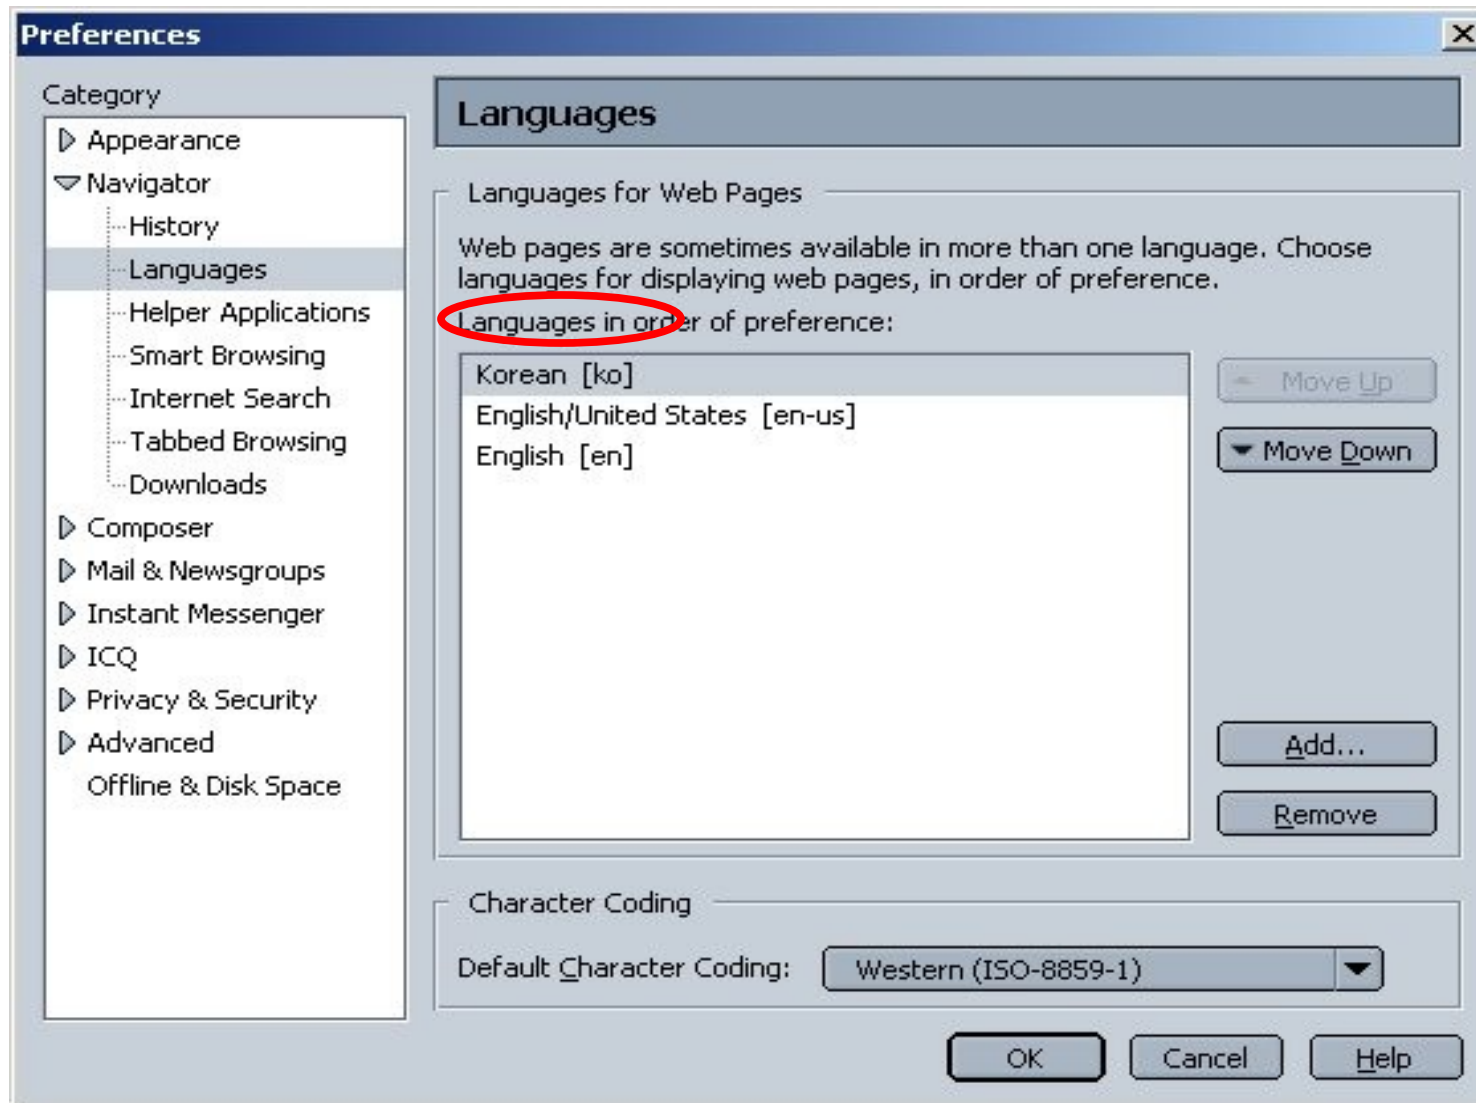 Preferences
Category
Appearance
Navigator
History
Languages
Helper Applications
Smart Browsing
Internet Search
Tabbed Browsing
Downloads
Composer
Mail & Newsgroups
Instant Messenger
ICQ
Privacy & Security
Advanced
Offline & Disk Space
Languages
Languages for Web Pages
Web pages are sometimes available in more than one language. Choose
languages for displaying web pages, in order of preference.
Languages in order of preference:
Korean [ko]
English/United States [en-us]
English [en]
Move Up
Move Down
Add...
Remove
Character Coding
Default Character Coding: Western (ISO-8859-1)
OK Cancel Help